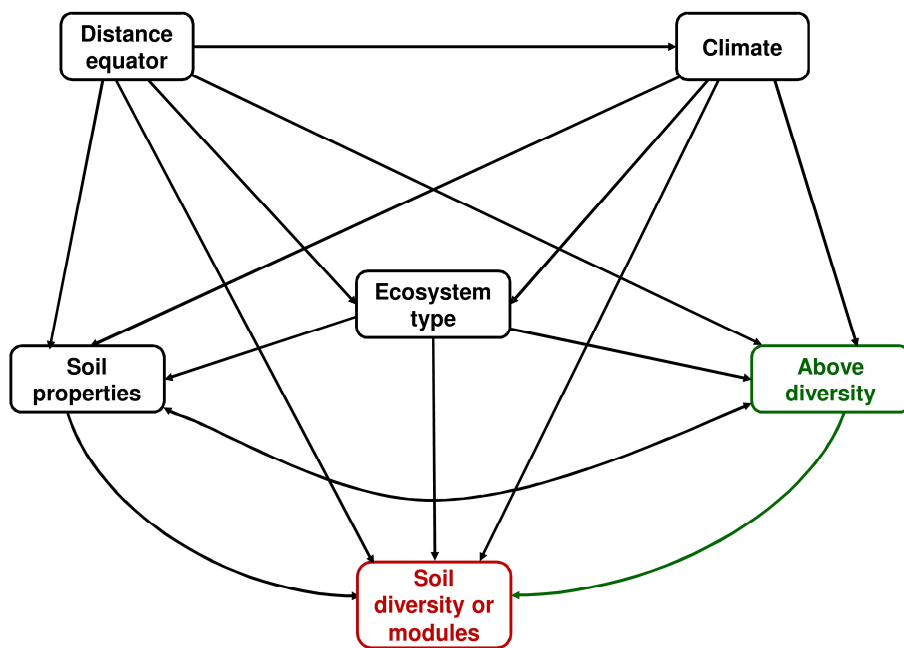 Distance
equator
Climate
Ecosystem
type
Soil
properties
Above
diversity
Soil
diversity or
modules